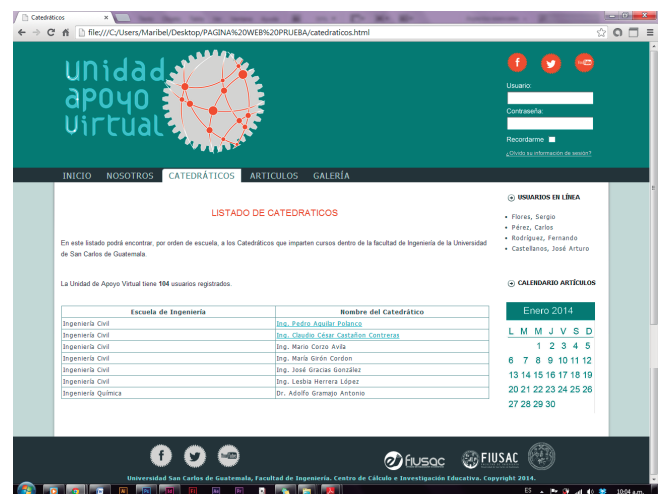 Catedráticos
file:///C:/Users/Maribel/Desktop/PAGINA%20WEB%20PRUEBA/catedraticos.html
unidad
apoyo
virtual
Usuario:
Contraseña:
Recordarme
¿Olvido su información de sesión?
INICIO NOSOTROS CATEDRÁTICOS ARTICULOS GALERÍA
LISTADO DE CATEDRATICOS
En este listado podrá encontrar, por orden de escuela, a los Catedráticos que imparten cursos dentro de la facultad de Ingeniería de la Universidad
de San Carlos de Guatemala.
La Unidad de Apoyo Virtual tiene 104 usuarios registrados.
Escuela de Ingeniería Nombre del Catedrático
Ingeniería Civil Ing. Pedro Aguilar Polanco
Ingeniería Civil Ing. Claudio César Castañon Contreras
Ingeniería Civil Ing. Mario Corzo Avila
Ingeniería Civil Ing. María Girón Cordon
Ingeniería Civil Ing. José Gracias González
Ingeniería Civil Ing. Lesbia Herrera López
Ingeniería Química Dr. Adolfo Gramajo Antonio
USUARIOS EN LÍNEA
Flores, Sergio
Pérez, Carlos
Rodríguez, Fernando
Castellanos, José Arturo
CALENDARIO ARTÍCULOS
Enero 2014
L M M J V S D
1 2 3 4 5
6 7 8 9 10 11 12
13 14 15 16 17 18 19
20 21 22 23 24 25 26
27 28 29 30
fiusac
FIUSAC
Universidad San Carlos de Guatemala, Facultad de Ingeniería. Centro de Cálculo e Investigación Educativa. Copyright 2014.
ES
10:04 a.m.